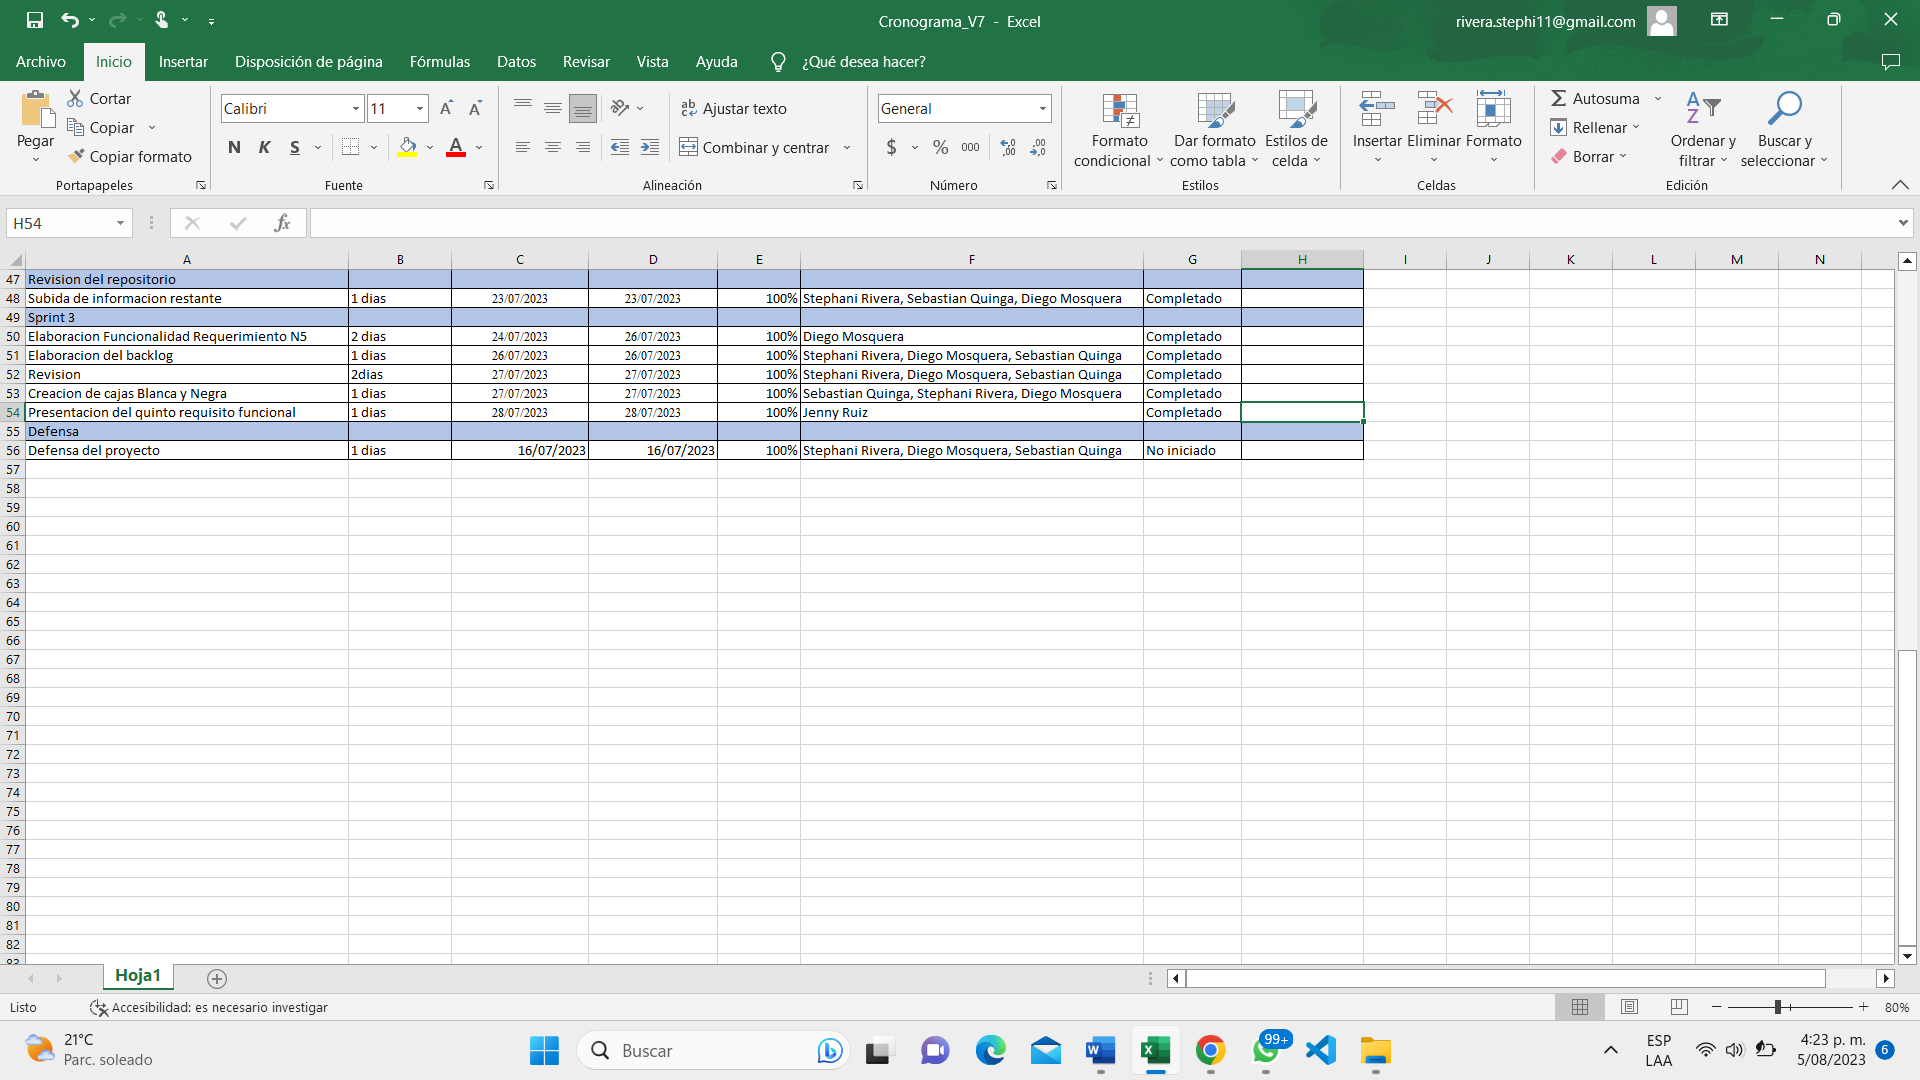 Cronograma_V7 - Excel
rivera.stephi11@gmail.com
Archivo Inicio Insertar Disposición de página Fórmulas Datos Revisar Vista Ayuda ¿Qué desea hacer?
Pegar
Cortar
Copiar
Copiar formato
Portapapeles
Calibri 11
N K S
Fuente
Ajustar texto
Combinar y centrar
Alineación
General
$ % 000
Número
Formato condicional
Dar formato como tabla
Estilos de celda
Estilos
Insertar Eliminar Formato
Celdas
Autosuma
Rellenar
Borrar
Ordenar y filtrar
Buscar y seleccionar
Edición
H54 fx
A B C D E F G H I J K L M N
47 Revision del repositorio
48 Subida de informacion restante 1 dias 23/07/2023 23/07/2023 100% Stephani Rivera, Sebastian Quinga, Diego Mosquera Completado
49 Sprint 3
50 Elaboracion Funcionalidad Requerimiento N5 2 dias 24/07/2023 26/07/2023 100% Diego Mosquera Completado
51 Elaboracion del backlog 1 dias 26/07/2023 26/07/2023 100% Stephani Rivera, Diego Mosquera, Sebastian Quinga Completado
52 Revision 2dias 27/07/2023 27/07/2023 100% Stephani Rivera, Diego Mosquera, Sebastian Quinga Completado
53 Creacion de cajas Blanca y Negra 1 dias 27/07/2023 27/07/2023 100% Sebastian Quinga, Stephani Rivera, Diego Mosquera Completado
54 Presentacion del quinto requisito funcional 1 dias 28/07/2023 28/07/2023 100% Jenny Ruiz Completado
55 Defensa
56 Defensa del proyecto 1 dias 16/07/2023 16/07/2023 100% Stephani Rivera, Diego Mosquera, Sebastian Quinga No iniciado
57
58
59
60
61
62
63
64
65
66
67
68
69
70
71
72
73
74
75
76
77
78
79
80
81
82
83
Hoja1
Listo Accesibilidad: es necesario investigar 80%
21°C
Parc. soleado
Buscar
99+
ESP
LAA
4:23 p. m.
5/08/2023
6